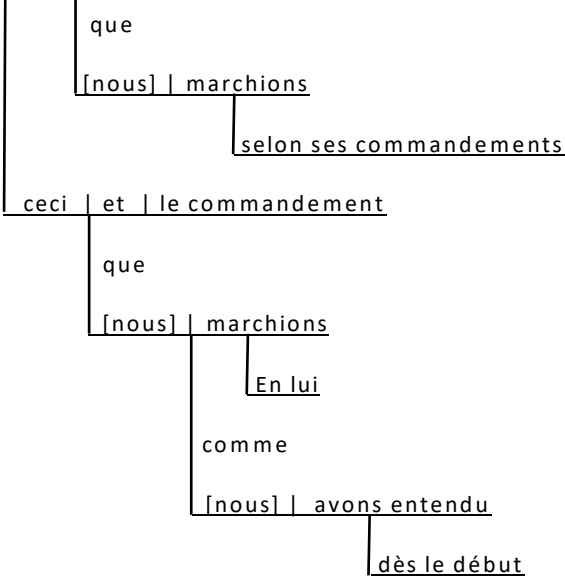 que
[nous] | marchions
selon ses commandements
ceci | et | le commandement
que
[nous] | marchions
En lui
comme
[nous] | avons entendu
dès le début